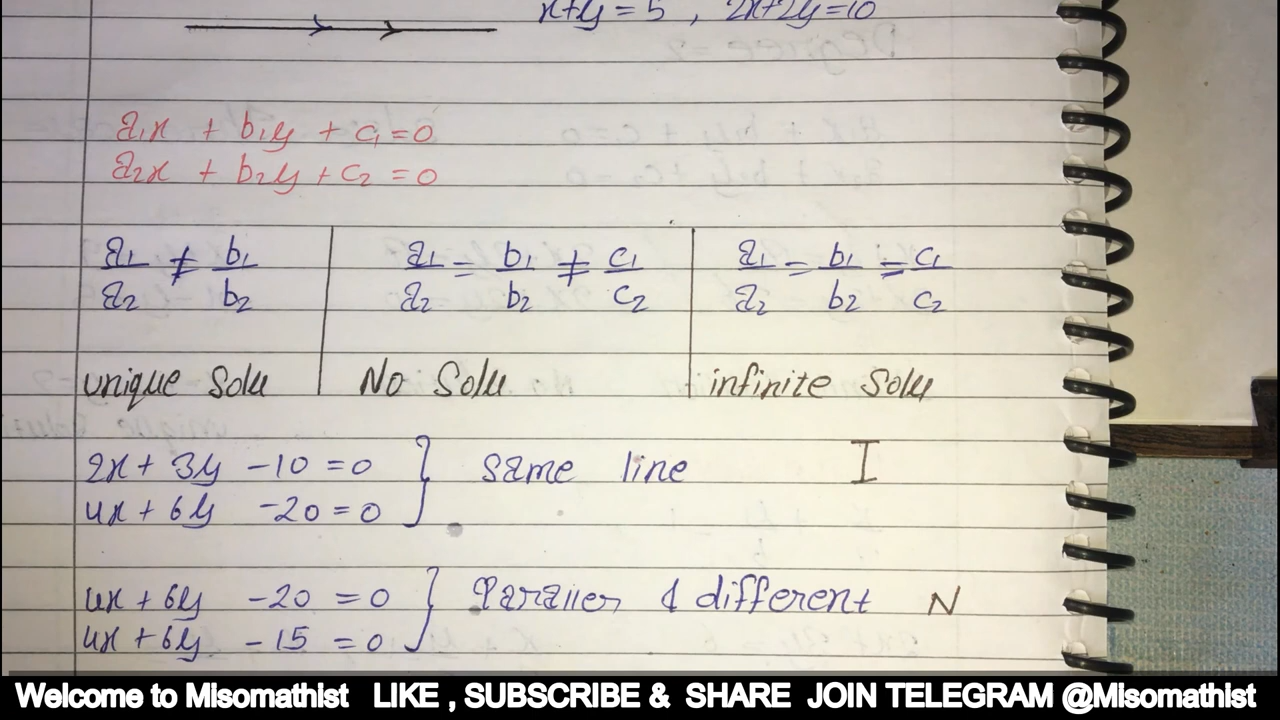 x+y = 5 , 2x+2y=10
a₁x + b₁y + c₁ = 0
a₂x + b₂y + c₂ = 0
a₁/a₂ ≠ b₁/b₂ a₁/a₂ = b₁/b₂ ≠ c₁/c₂ a₁/a₂ = b₁/b₂ = c₁/c₂
unique Solu No Solu infinite Solu
2x + 3y - 10 = 0 } same line I
4x + 6y - 20 = 0
4x + 6y - 20 = 0 } Parallel & different N
4x + 6y - 15 = 0
Welcome to Misomathist LIKE , SUBSCRIBE & SHARE JOIN TELEGRAM @Misomathist